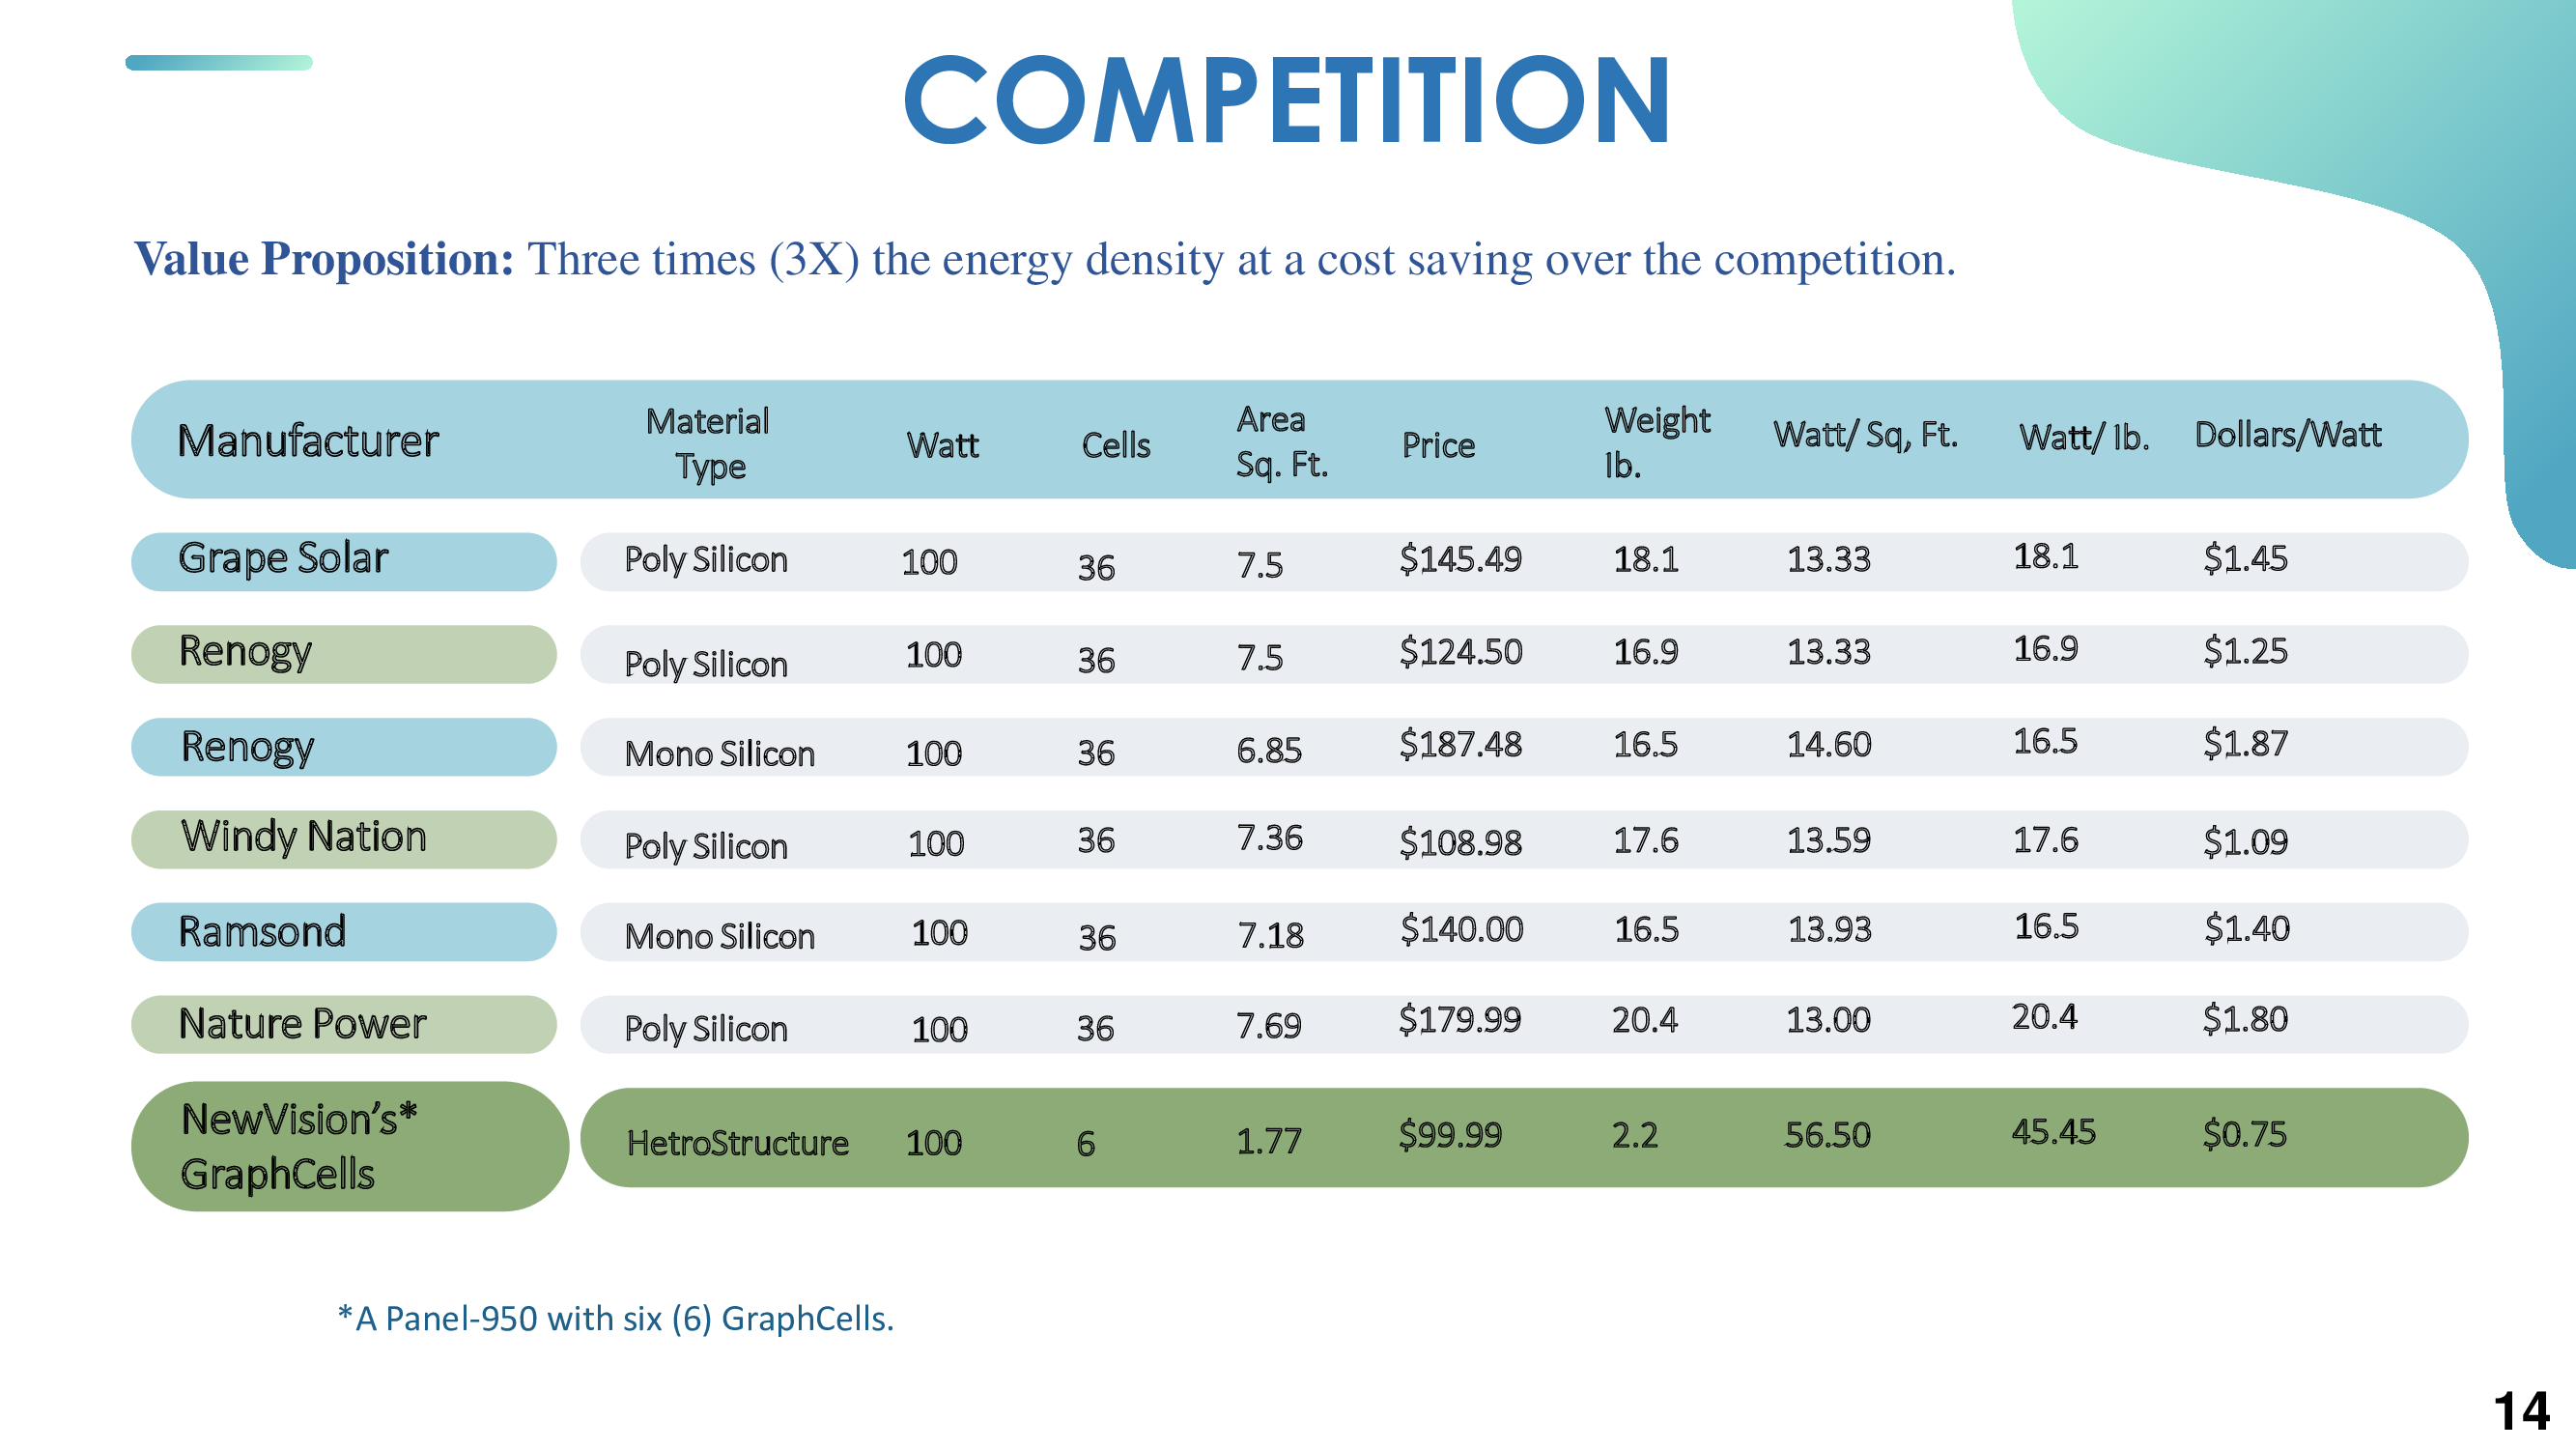 COMPETITION
Value Proposition: Three times (3X) the energy density at a cost saving over the competition.
Manufacturer Material Type Watt Cells Area Sq. Ft. Price Weight lb. Watt/ Sq, Ft. Watt/ lb. Dollars/Watt
Grape Solar Poly Silicon 100 36 7.5 $145.49 18.1 13.33 18.1 $1.45
Renogy Poly Silicon 100 36 7.5 $124.50 16.9 13.33 16.9 $1.25
Renogy Mono Silicon 100 36 6.85 $187.48 16.5 14.60 16.5 $1.87
Windy Nation Poly Silicon 100 36 7.36 $108.98 17.6 13.59 17.6 $1.09
Ramsond Mono Silicon 100 36 7.18 $140.00 16.5 13.93 16.5 $1.40
Nature Power Poly Silicon 100 36 7.69 $179.99 20.4 13.00 20.4 $1.80
NewVision’s* GraphCells HetroStructure 100 6 1.77 $99.99 2.2 56.50 45.45 $0.75
*A Panel-950 with six (6) GraphCells.
14